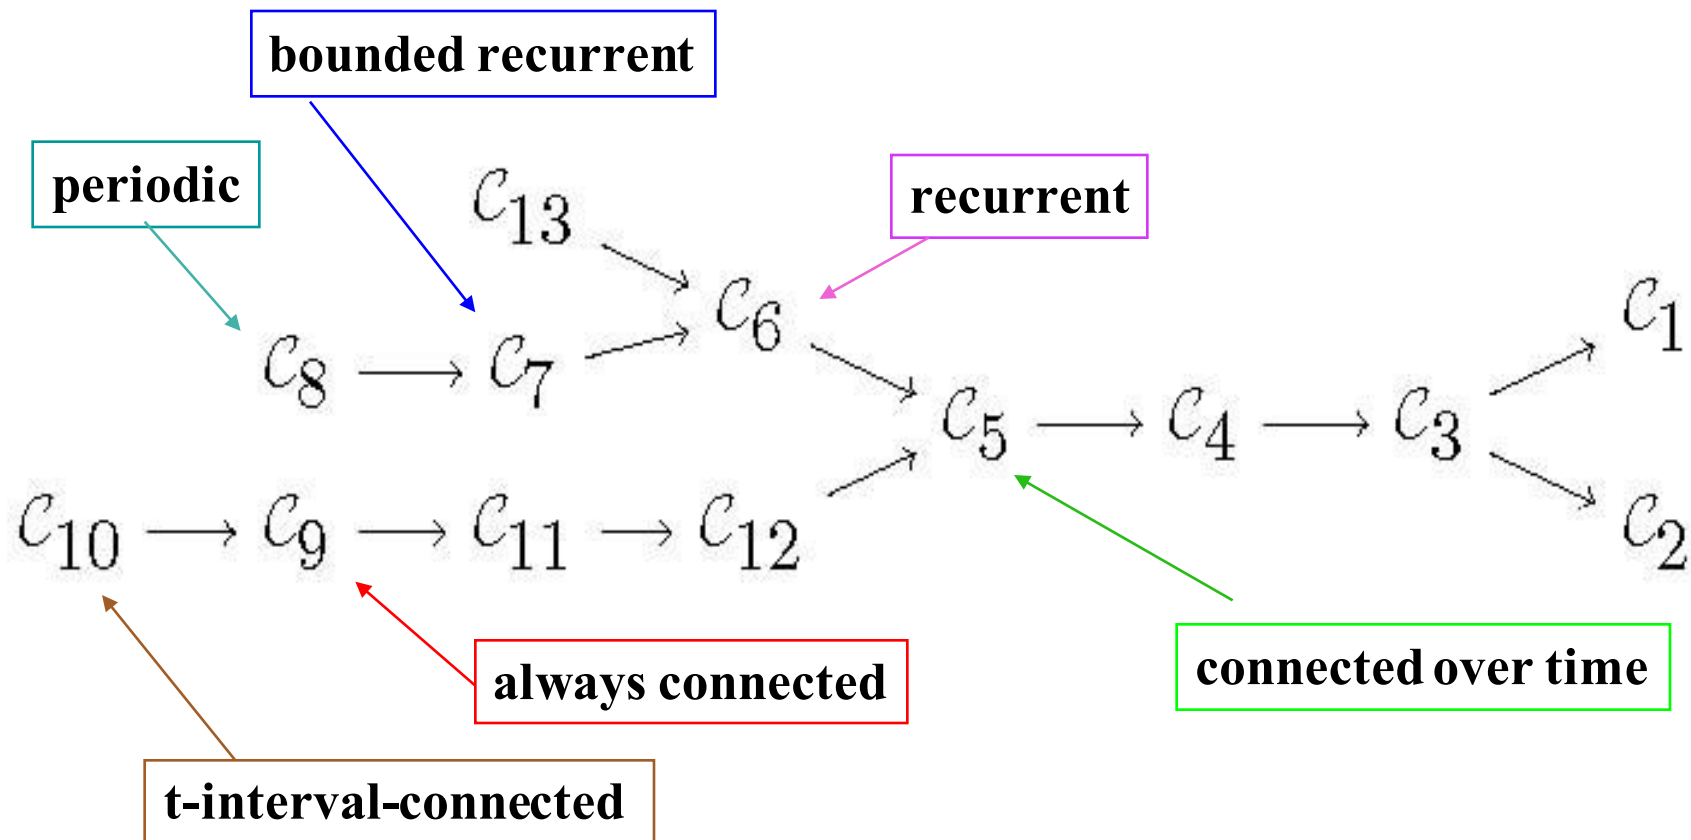 bounded recurrent
periodic
recurrent
C13
C6
C1
C8
C7
C5
C4
C3
C10
C9
C11
C12
C2
always connected
connected over time
t-interval-connected